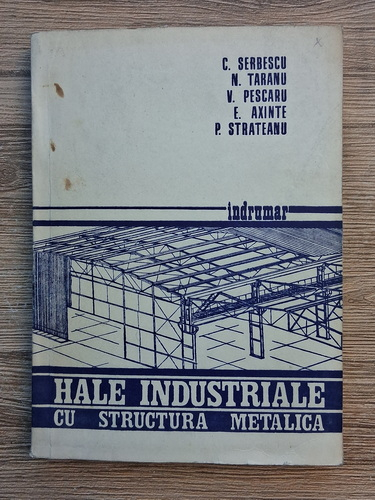 C. SERBESCU
N. TARANU
V. PESCARU
E. AXINTE
P. STRATEANU
indrumar
HALE INDUSTRIALE
CU STRUCTURA METALICA